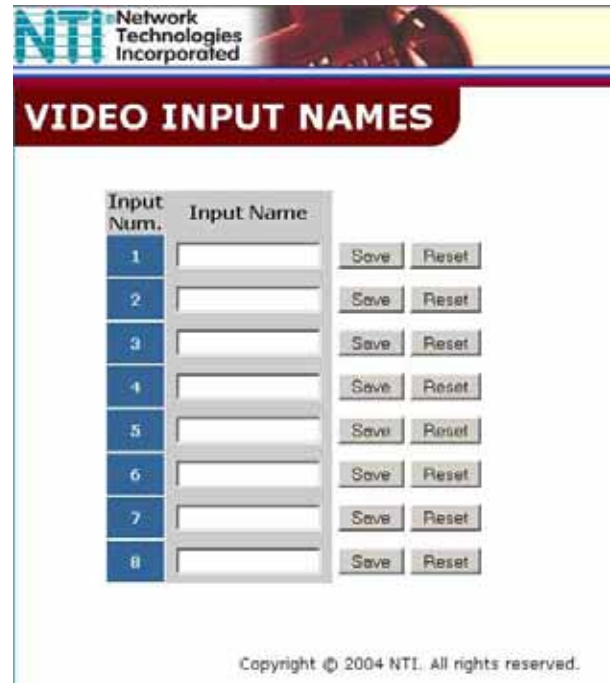 NTI Network
Technologies
Incorporated
VIDEO INPUT NAMES
Input Num. Input Name
1 Save Reset
2 Save Reset
3 Save Reset
4 Save Reset
5 Save Reset
6 Save Reset
7 Save Reset
8 Save Reset
Copyright © 2004 NTI. All rights reserved.